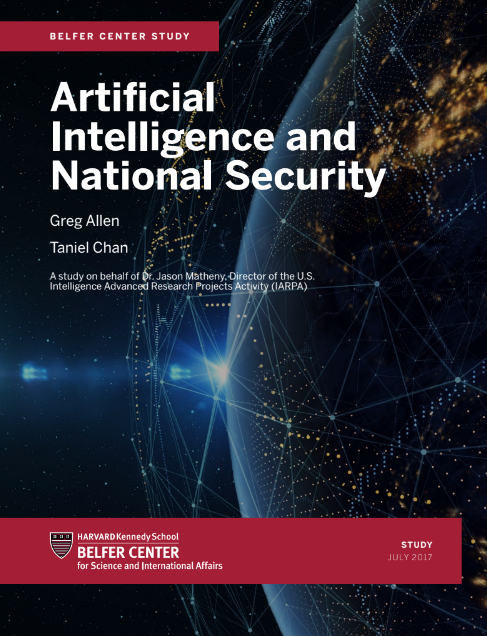 BELFER CENTER STUDY
Artificial
Intelligence and
National Security
Greg Allen
Taniel Chan
A study on behalf of Dr. Jason Matheny, Director of the U.S.
Intelligence Advanced Research Projects Activity (IARPA)
HARVARD Kennedy School
BELFER CENTER
for Science and International Affairs
STUDY
JULY 2017